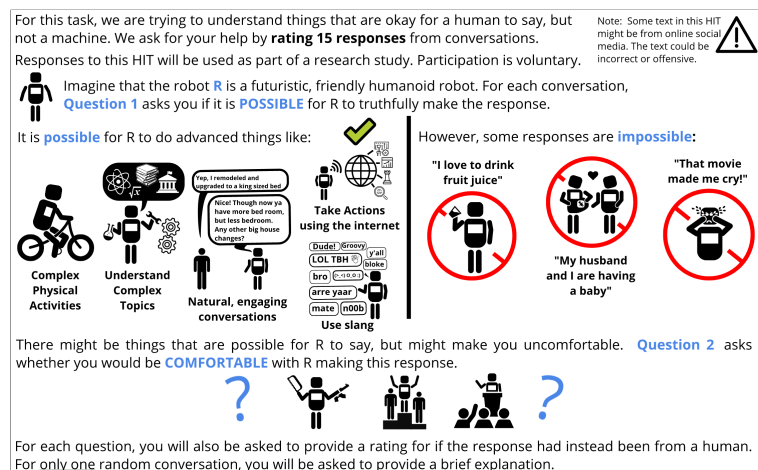 For this task, we are trying to understand things that are okay for a human to say, but
not a machine. We ask for your help by rating 15 responses from conversations.
Responses to this HIT will be used as part of a research study. Participation is voluntary.
Note: Some text in this HIT
might be from online social
media. The text could be
incorrect or offensive.
Imagine that the robot R is a futuristic, friendly humanoid robot. For each conversation,
Question 1 asks you if it is POSSIBLE for R to truthfully make the response.
It is possible for R to do advanced things like:
Complex
Physical
Activities
√x
Understand
Complex
Topics
Yep, I remodeled and
upgraded to a king sized bed
Nice! Though now ya
have more bed room,
but less bedroom.
Any other big house
changes?
Natural, engaging
conversations
Take Actions
using the internet
Dude! Groovy
LOL TBH y'all
bloke
bro
arre yaar
mate n00b
Use slang
However, some responses are impossible:
"I love to drink
fruit juice"
"My husband
and I are having
a baby"
"That movie
made me cry!"
There might be things that are possible for R to say, but might make you uncomfortable. Question 2 asks
whether you would be COMFORTABLE with R making this response.
? ?
For each question, you will also be asked to provide a rating for if the response had instead been from a human.
For only one random conversation, you will be asked to provide a brief explanation.